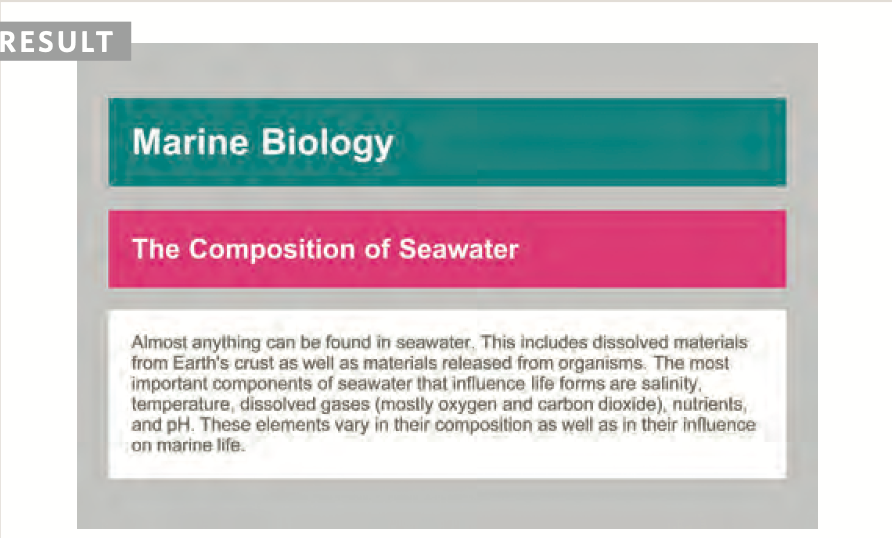 RESULT
Marine Biology
The Composition of Seawater
Almost anything can be found in seawater. This includes dissolved materials
from Earth's crust as well as materials released from organisms. The most
important components of seawater that influence life forms are salinity,
temperature, dissolved gases (mostly oxygen and carbon dioxide), nutrients,
and pH. These elements vary in their composition as well as in their influence
on marine life.